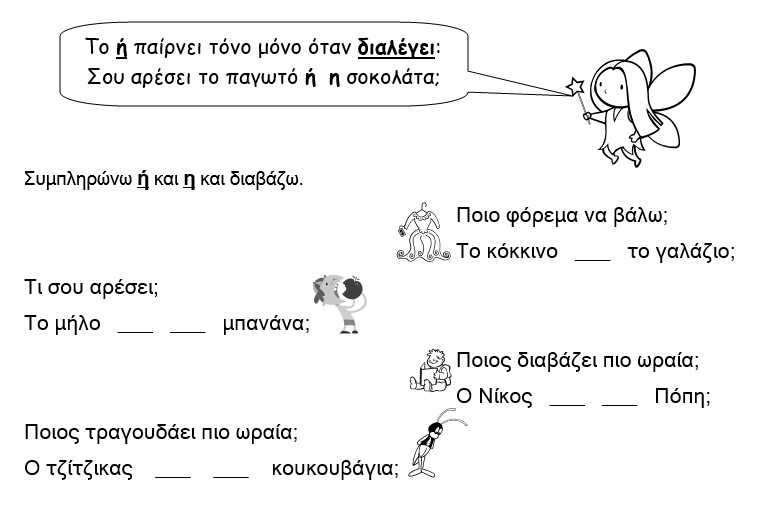 Το ή παίρνει τόνο μόνο όταν διαλέγει:
Σου αρέσει το παγωτό ή η σοκολάτα;
Συμπληρώνω ή και η και διαβάζω.
Ποιο φόρεμα να βάλω;
Το κόκκινο ___ το γαλάζιο;
Τι σου αρέσει;
Το μήλο ___ ___ μπανάνα;
Ποιος διαβάζει πιο ωραία;
Ο Νίκος ___ ___ Πόπη;
Ποιος τραγουδάει πιο ωραία;
Ο τζίτζικας ___ ___ κουκουβάγια;